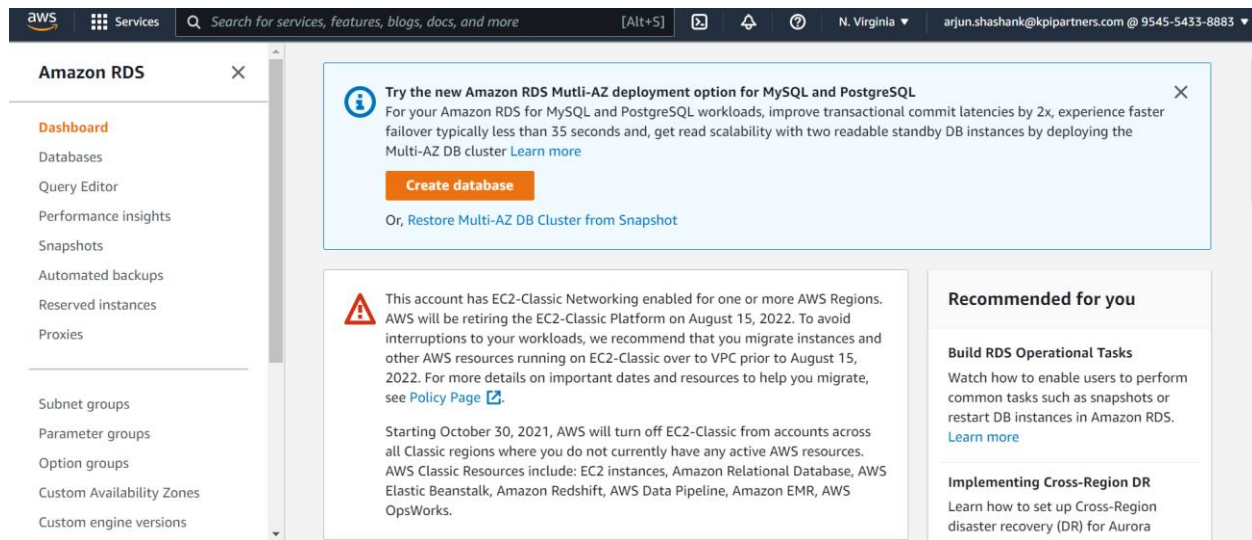 aws Services Search for services, features, blogs, docs, and more [Alt+S] N. Virginia ▼ arjun.shashank@kpipartners.com @ 9545-5433-8883 ▼
Amazon RDS
Dashboard
Databases
Query Editor
Performance insights
Snapshots
Automated backups
Reserved instances
Proxies
Subnet groups
Parameter groups
Option groups
Custom Availability Zones
Custom engine versions
Try the new Amazon RDS Mutli-AZ deployment option for MySQL and PostgreSQL
For your Amazon RDS for MySQL and PostgreSQL workloads, improve transactional commit latencies by 2x, experience faster
failover typically less than 35 seconds and, get read scalability with two readable standby DB instances by deploying the
Multi-AZ DB cluster Learn more
Create database
Or, Restore Multi-AZ DB Cluster from Snapshot
This account has EC2-Classic Networking enabled for one or more AWS Regions.
AWS will be retiring the EC2-Classic Platform on August 15, 2022. To avoid
interruptions to your workloads, we recommend that you migrate instances and
other AWS resources running on EC2-Classic over to VPC prior to August 15,
2022. For more details on important dates and resources to help you migrate,
see Policy Page.
Starting October 30, 2021, AWS will turn off EC2-Classic from accounts across
all Classic regions where you do not currently have any active AWS resources.
AWS Classic Resources include: EC2 instances, Amazon Relational Database, AWS
Elastic Beanstalk, Amazon Redshift, AWS Data Pipeline, Amazon EMR, AWS
OpsWorks.
Recommended for you
Build RDS Operational Tasks
Watch how to enable users to perform
common tasks such as snapshots or
restart DB instances in Amazon RDS.
Learn more
Implementing Cross-Region DR
Learn how to set up Cross-Region
disaster recovery (DR) for Aurora